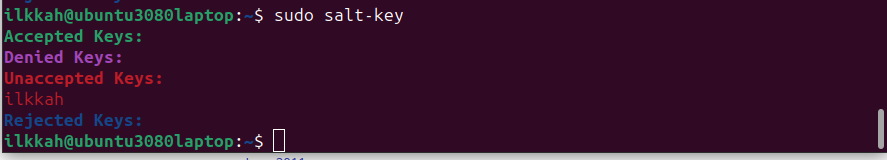 ilkkah@ubuntu3080laptop:~$ sudo salt-key
Accepted Keys:
Denied Keys:
Unaccepted Keys:
ilkkah
Rejected Keys:
ilkkah@ubuntu3080laptop:~$